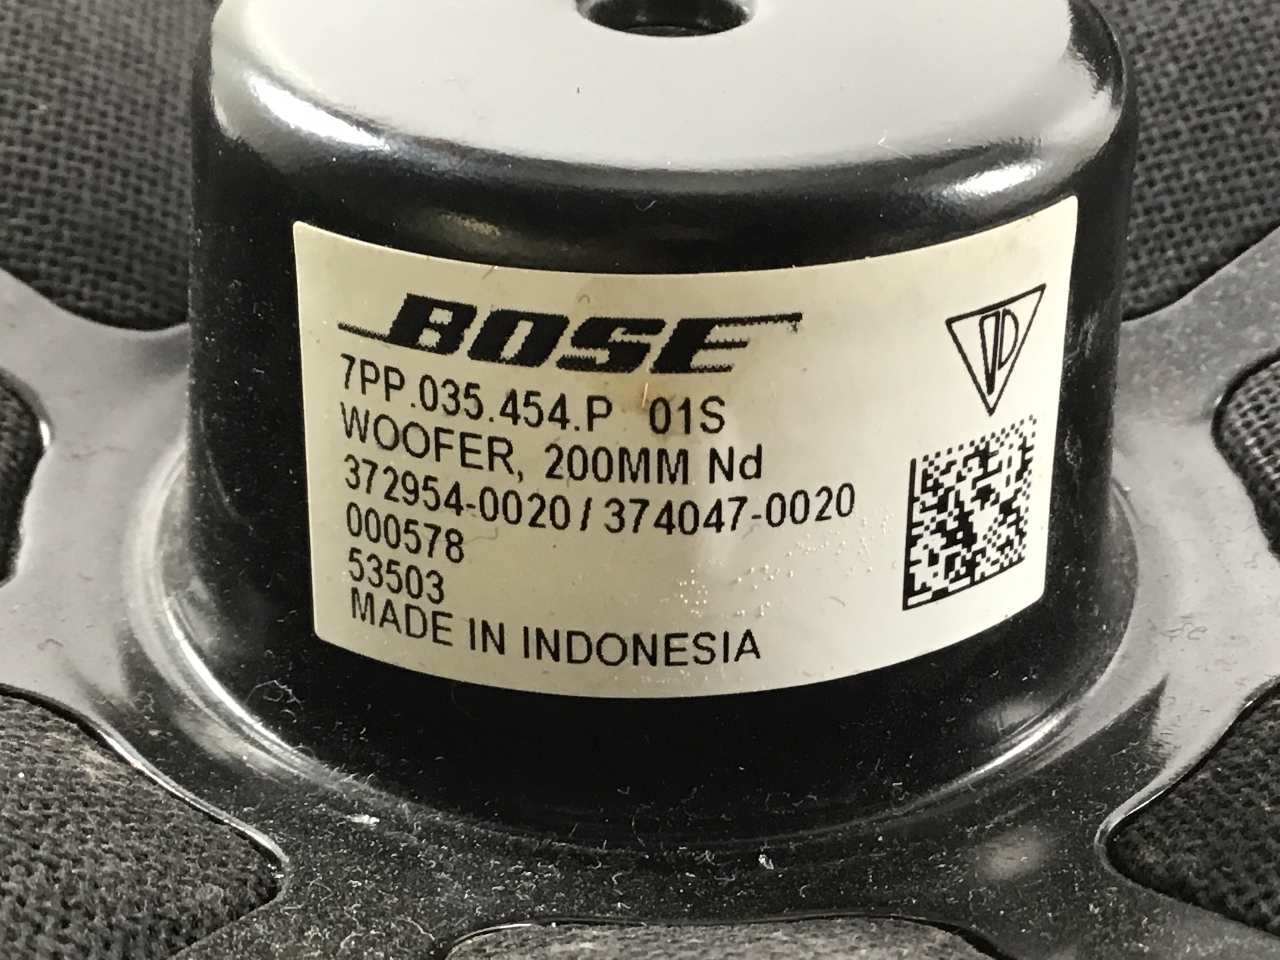 BOSE
7PP.035.454.P 01S
WOOFER, 200MM Nd
372954-0020 / 374047-0020
000578
53503
MADE IN INDONESIA